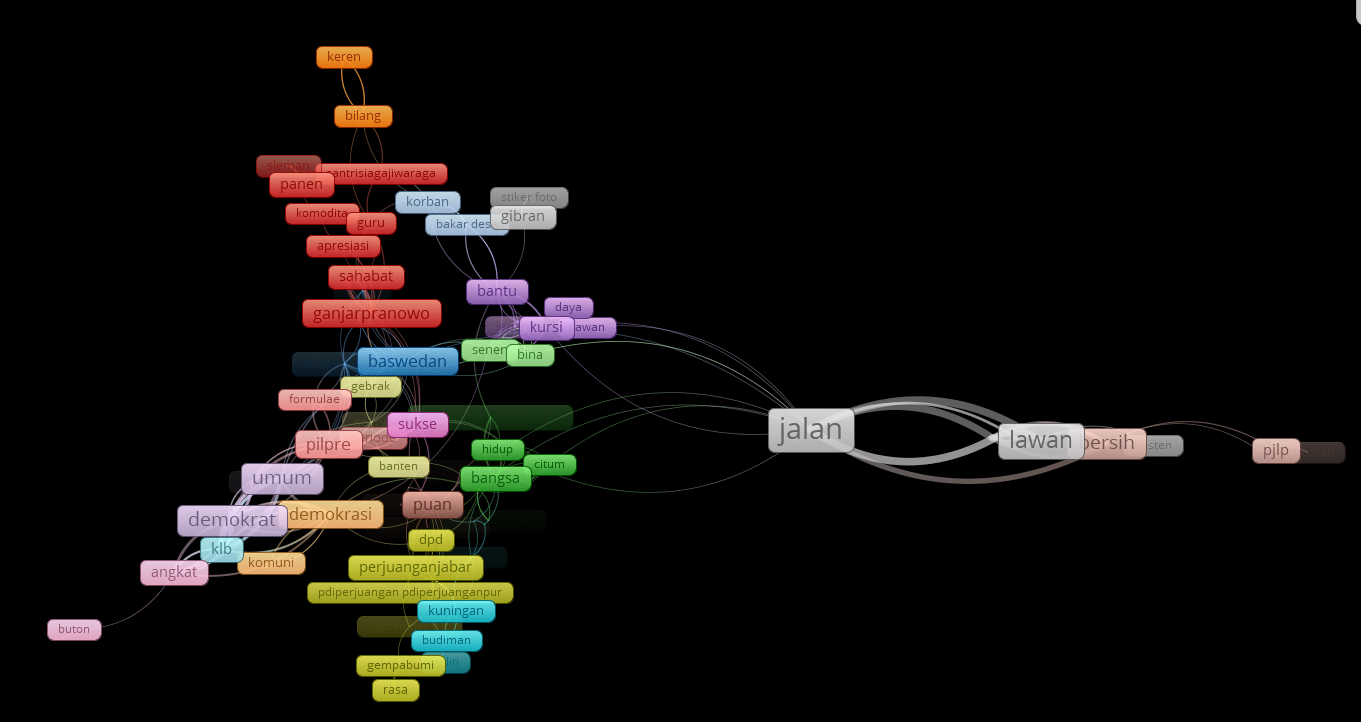 keren
bilang
sleman
santrisiagajiwaraga
panen
korban
stiker foto
komodita
guru
bakar des
gibran
apresiasi
sahabat
bantu
daya
ganjarpranowo
kursi
awan
senen
bina
baswedan
gebrak
formulae
sukse
jalan
pilpre
lawan
bersih
sten
hidup
pjlp
banten
citum
umum
bangsa
puan
demokrat
demokrasi
dpd
klb
komuni
angkat
perjuanganjabar
pdiperjuangan pdiperjuanganpur
kuningan
buton
budiman
gempabumi
rasa